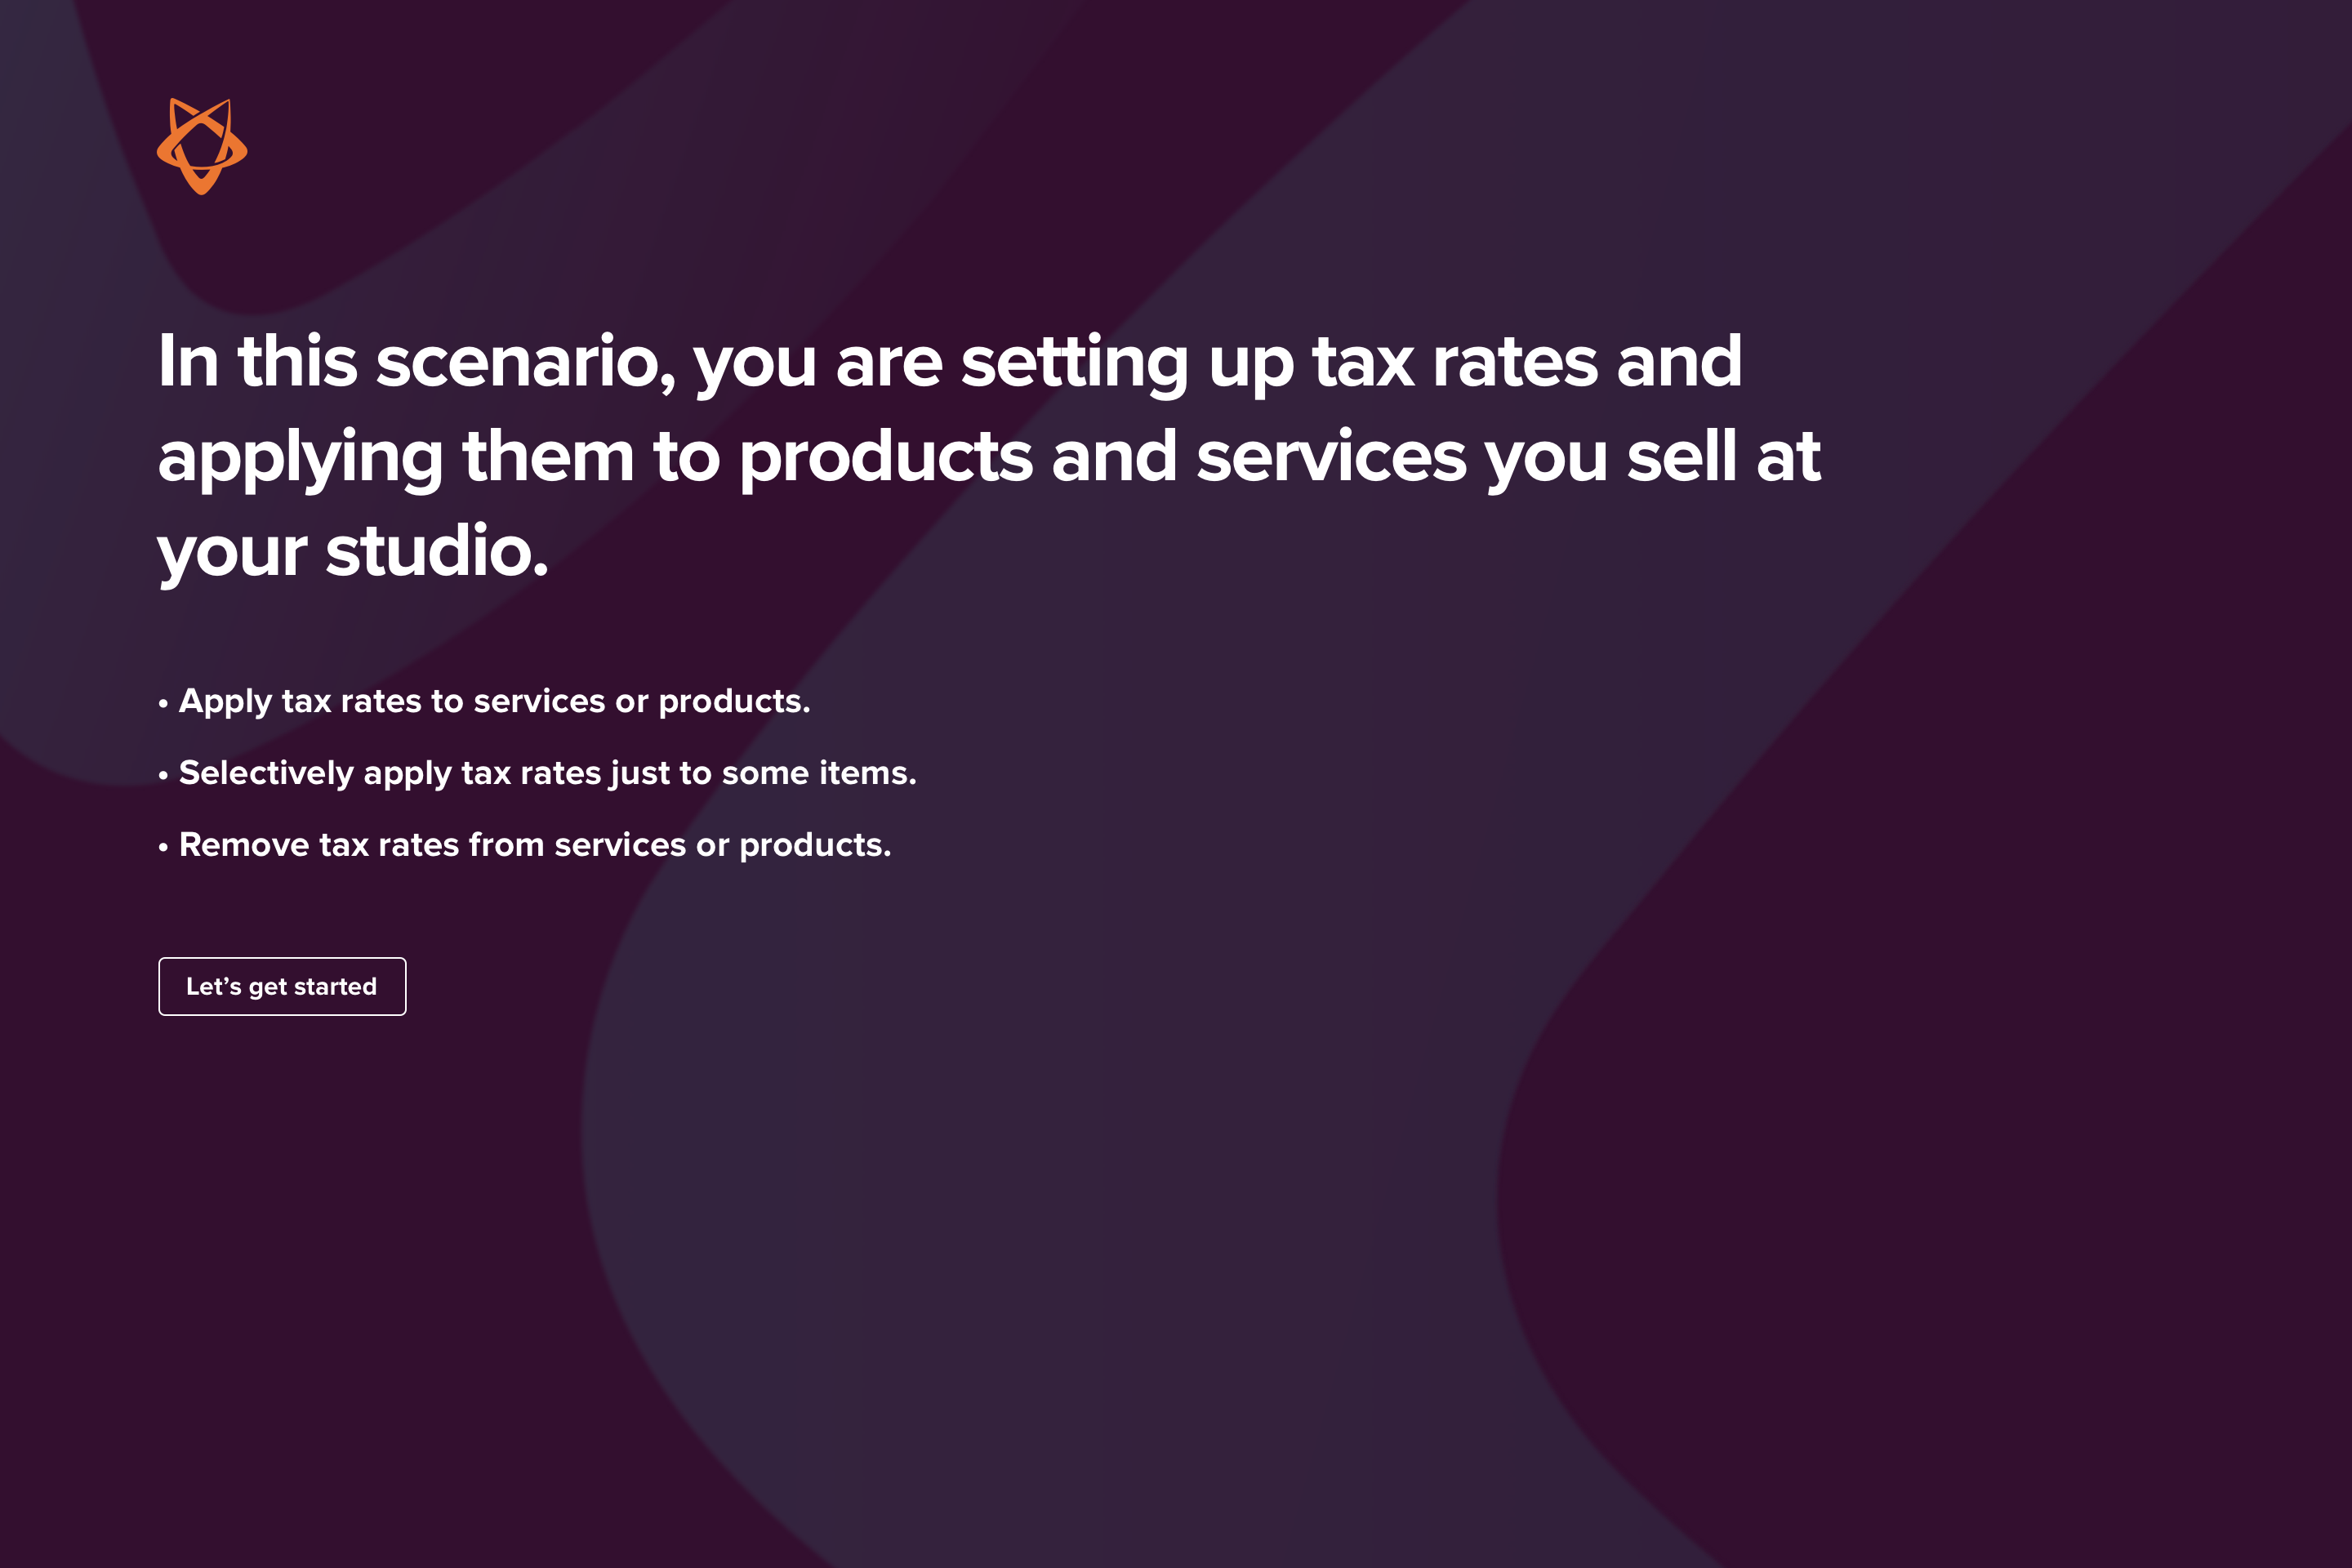 In this scenario, you are setting up tax rates and
applying them to products and services you sell at
your studio.
• Apply tax rates to services or products.
• Selectively apply tax rates just to some items.
• Remove tax rates from services or products.
Let’s get started